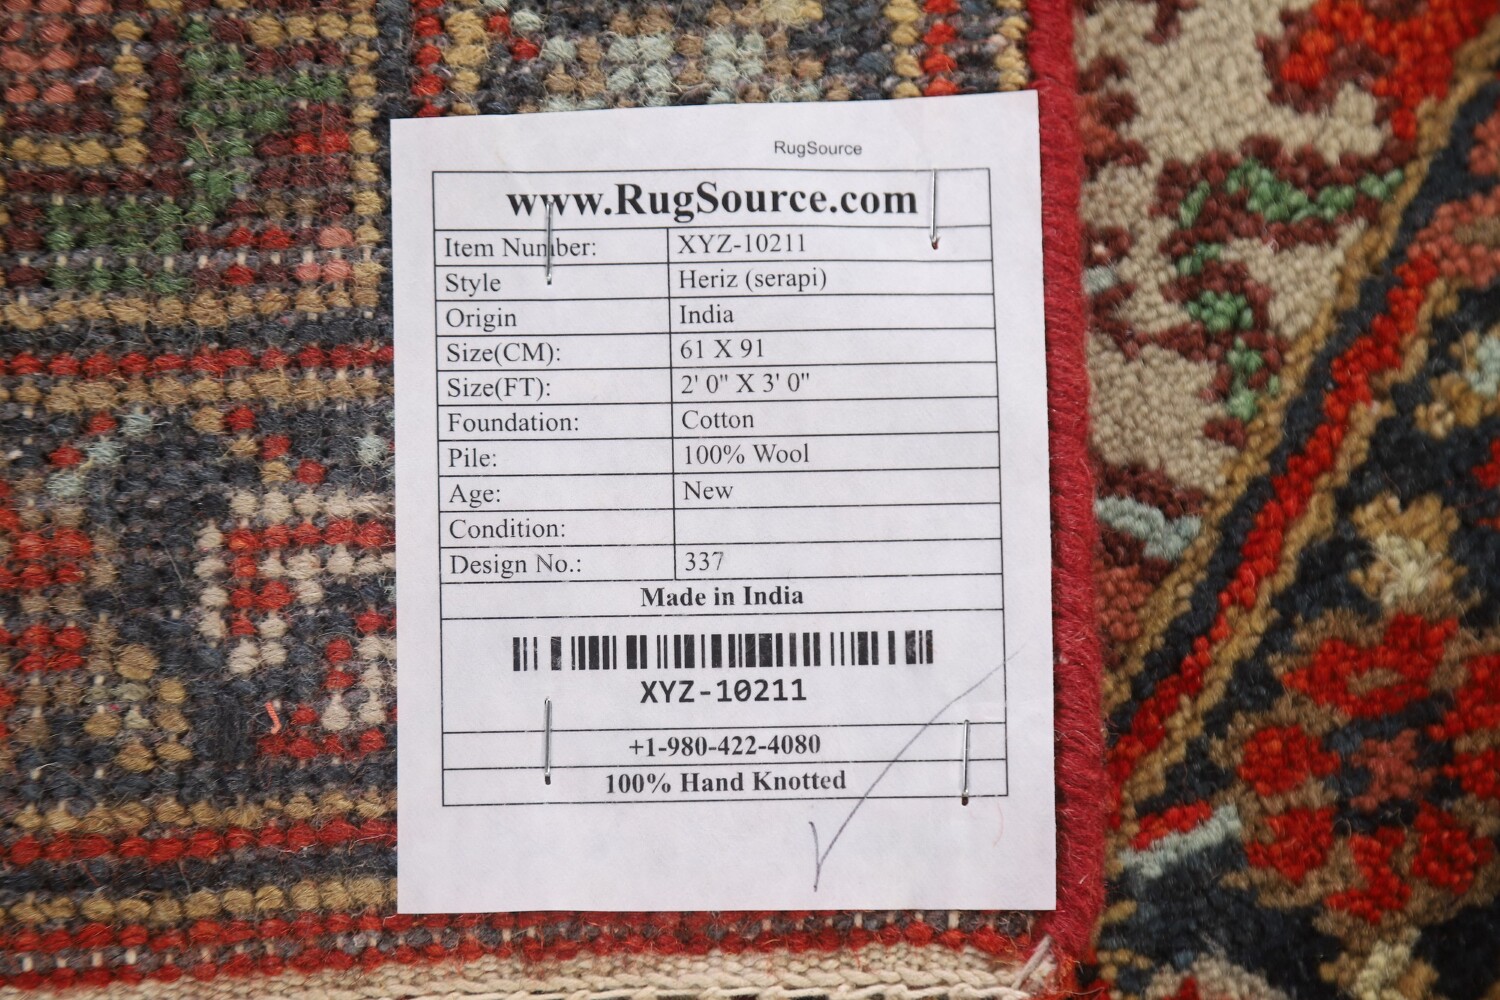 RugSource
www.RugSource.com
Item Number: XYZ-10211
Style Heriz (serapi)
Origin India
Size(CM): 61 X 91
Size(FT): 2' 0" X 3' 0"
Foundation: Cotton
Pile: 100% Wool
Age: New
Condition:
Design No.: 337
Made in India
XYZ-10211
+1-980-422-4080
100% Hand Knotted